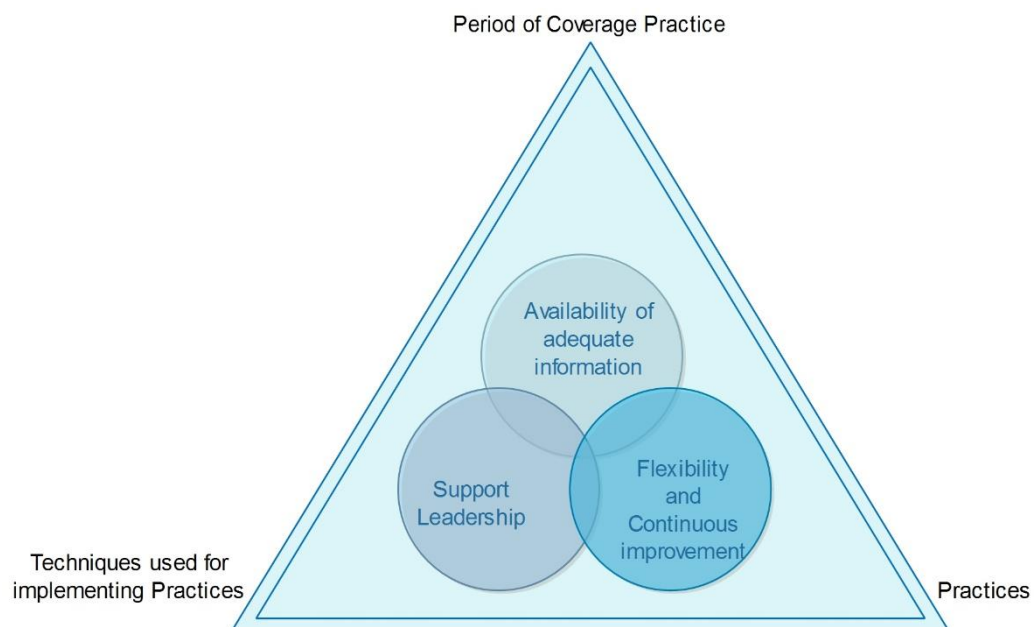 Period of Coverage Practice
Availability of
adequate
information
Support
Leadership
Flexibility
and
Continuous
improvement
Techniques used for
implementing Practices
Practices